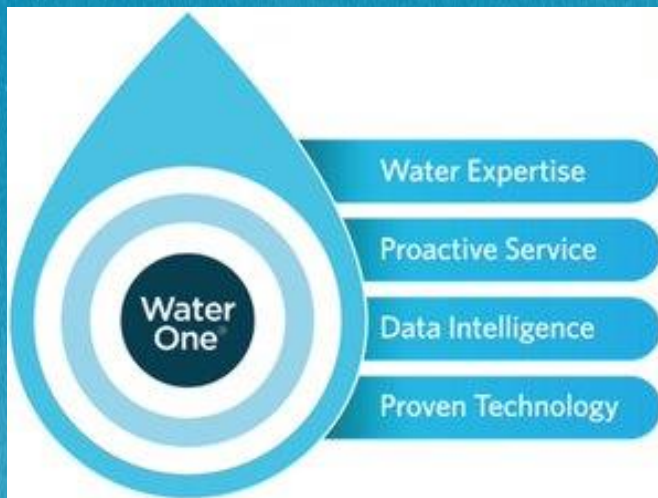 Water
One®
Water Expertise
Proactive Service
Data Intelligence
Proven Technology